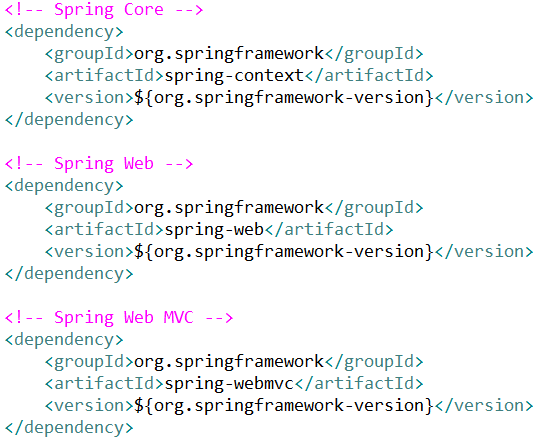 <!-- Spring Core -->
<dependency>
    <groupId>org.springframework</groupId>
    <artifactId>spring-context</artifactId>
    <version>${org.springframework-version}</version>
</dependency>

<!-- Spring Web -->
<dependency>
    <groupId>org.springframework</groupId>
    <artifactId>spring-web</artifactId>
    <version>${org.springframework-version}</version>
</dependency>

<!-- Spring Web MVC -->
<dependency>
    <groupId>org.springframework</groupId>
    <artifactId>spring-webmvc</artifactId>
    <version>${org.springframework-version}</version>
</dependency>